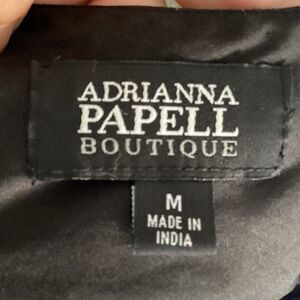 ADRIANNA
PAPELL
BOUTIQUE
M
MADE IN
INDIA